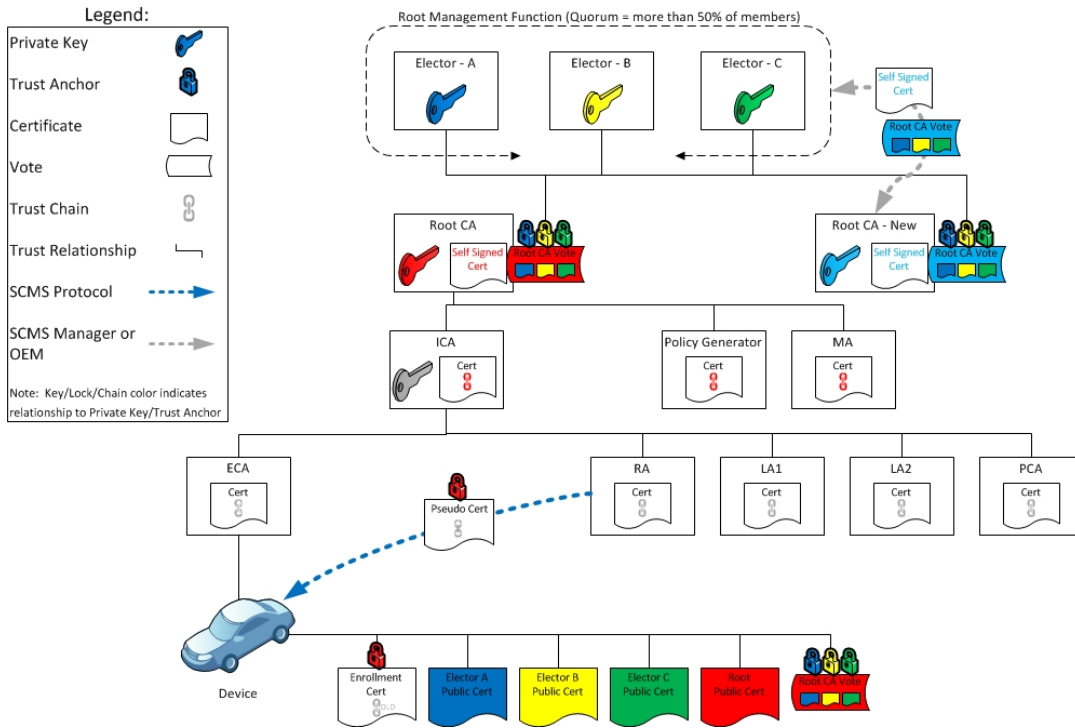 Legend:
Private Key
Trust Anchor
Certificate
Vote
Trust Chain
Trust Relationship
SCMS Protocol
SCMS Manager or
OEM
Note:  Key/Lock/Chain color indicates
relationship to Private Key/Trust Anchor
Root Management Function (Quorum = more than 50% of members)
Elector - A
Elector - B
Elector - C
Self Signed
Cert
Root CA Vote
Root CA
Self Signed
Cert
Root CA Vote
Root CA - New
Self Signed
Cert
Root CA Vote
ICA
Cert
Policy Generator
Cert
MA
Cert
ECA
Cert
Pseudo Cert
RA
Cert
LA1
Cert
LA2
Cert
PCA
Cert
Device
Enrollment
Cert
OLD
Elector A
Public Cert
Elector B
Public Cert
Elector C
Public Cert
Root
Public Cert
Root CA Vote